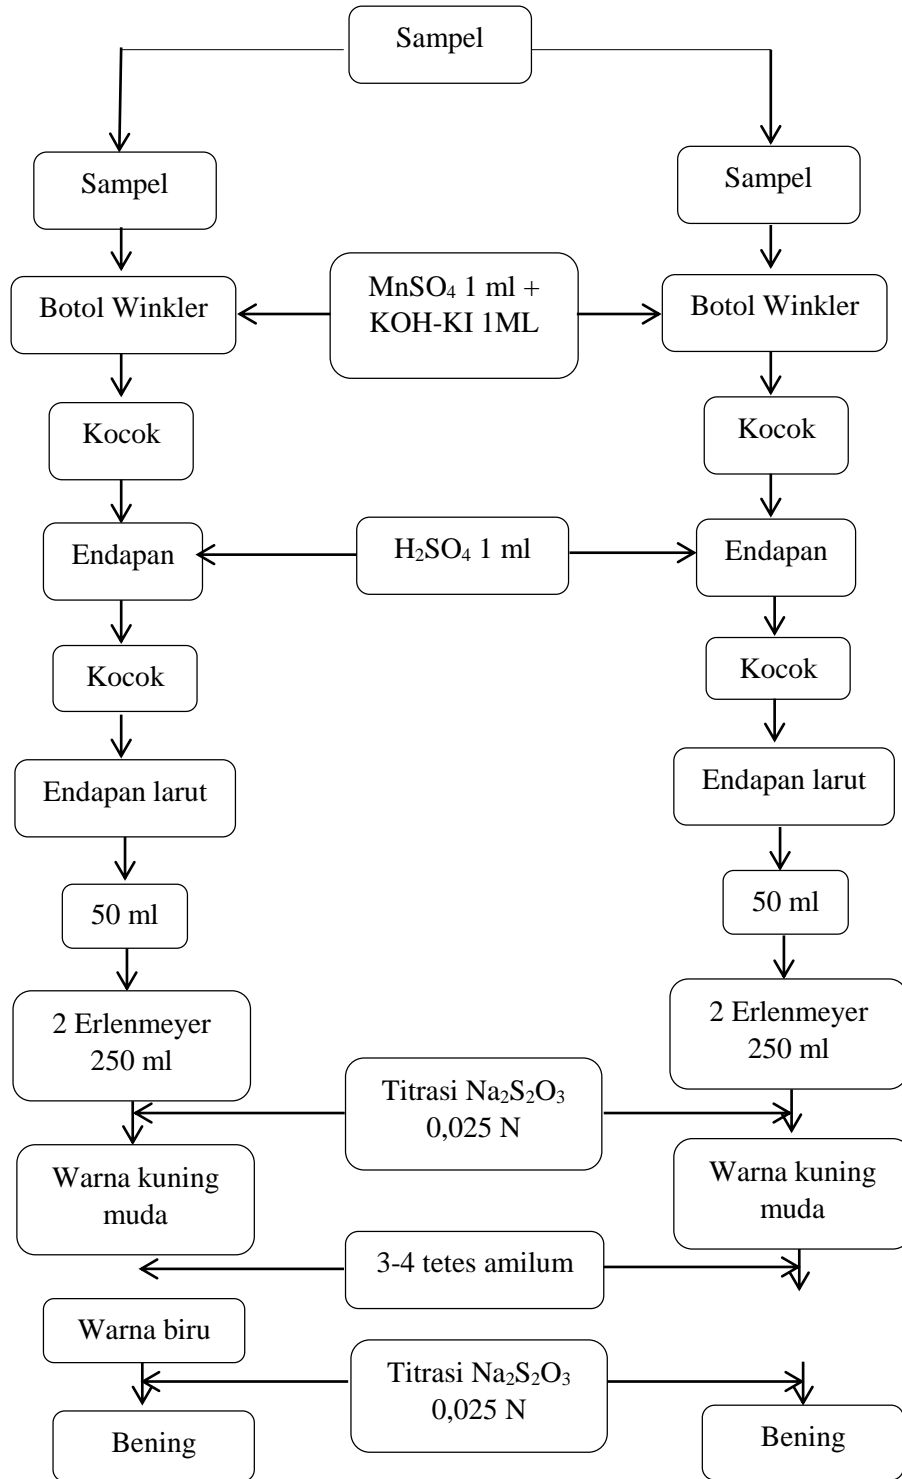 Sampel
Sampel
Sampel
Botol Winkler
MnSO₄ 1 ml +
KOH-KI 1ML
Botol Winkler
Kocok
Kocok
Endapan
H₂SO₄ 1 ml
Endapan
Kocok
Kocok
Endapan larut
Endapan larut
50 ml
50 ml
2 Erlenmeyer
250 ml
2 Erlenmeyer
250 ml
Titrasi Na₂S₂O₃
0,025 N
Warna kuning
muda
Warna kuning
muda
3-4 tetes amilum
Warna biru
Titrasi Na₂S₂O₃
0,025 N
Bening
Bening